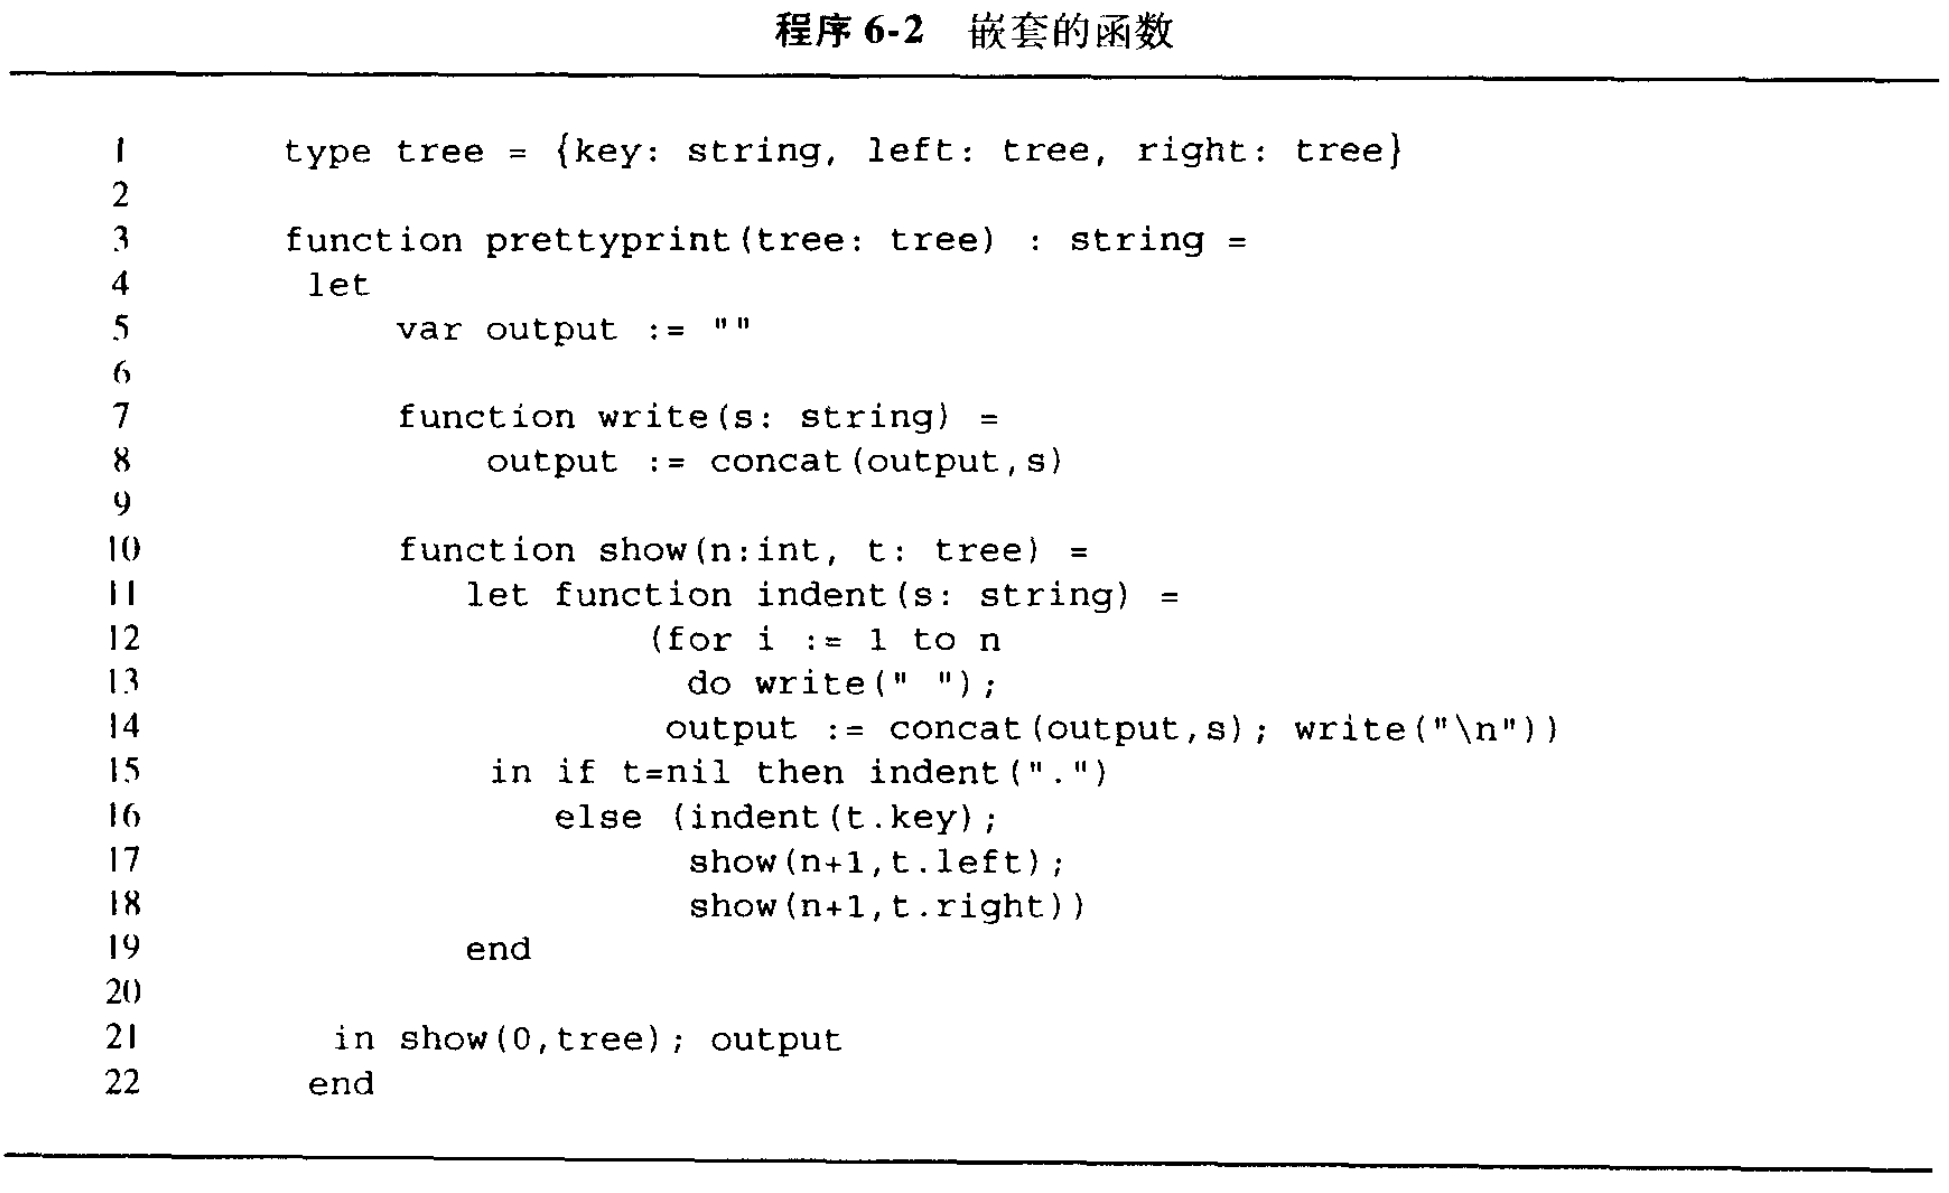 程序 6-2 嵌套的函数
1 type tree = {key: string, left: tree, right: tree}
2
3 function prettyprint(tree: tree) : string =
4 let
5 var output := ""
6
7 function write(s: string) =
8 output := concat(output,s)
9
10 function show(n:int, t: tree) =
11 let function indent(s: string) =
12 (for i := 1 to n
13 do write(" ");
14 output := concat(output,s); write("\n"))
15 in if t=nil then indent(".")
16 else (indent(t.key);
17 show(n+1,t.left);
18 show(n+1,t.right))
19 end
20
21 in show(0,tree); output
22 end